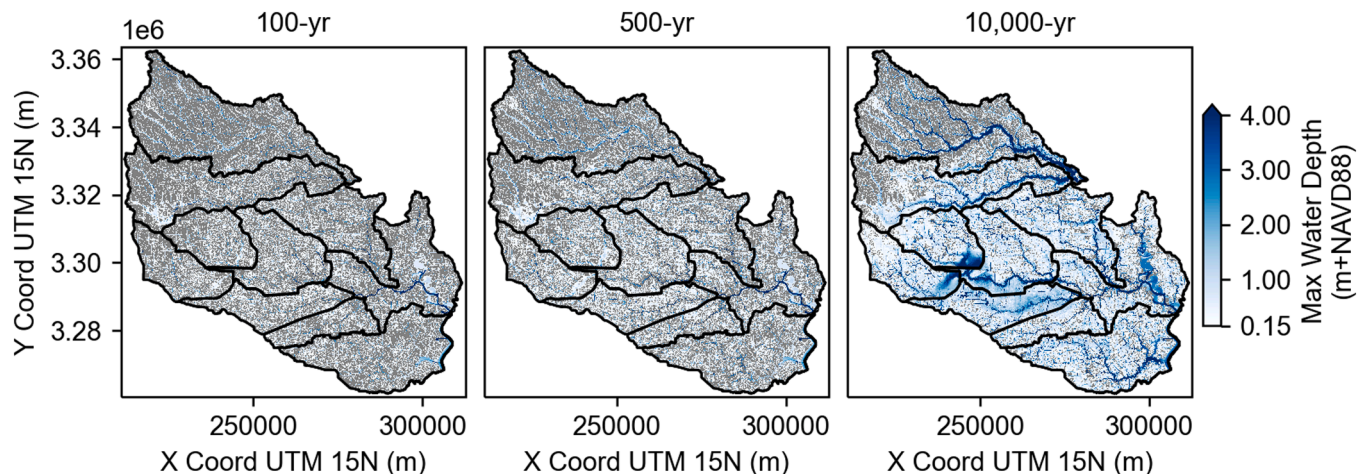 100-yr
500-yr
10,000-yr
1e6
3.36
3.34
3.32
3.30
3.28
Y Coord UTM 15N (m)
250000
300000
250000
300000
250000
300000
X Coord UTM 15N (m)
X Coord UTM 15N (m)
X Coord UTM 15N (m)
4.00
3.00
2.00
1.00
0.15
Max Water Depth
(m+NAVD88)